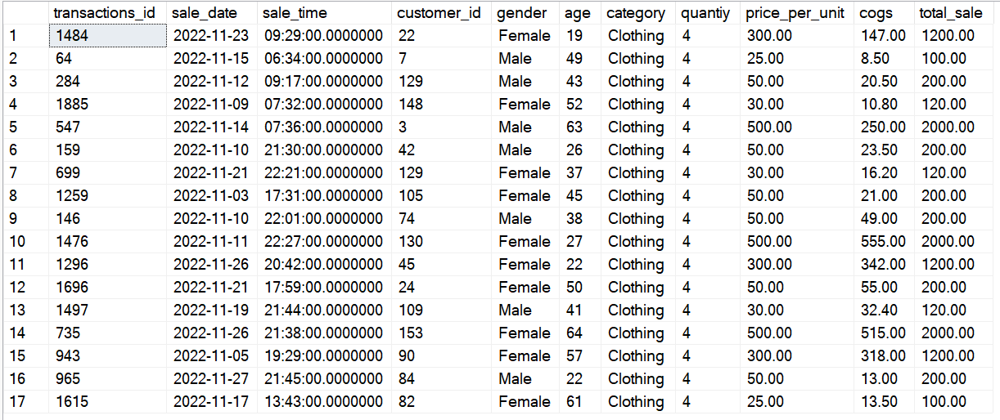 transactions_id sale_date sale_time customer_id gender age category quantiy price_per_unit cogs total_sale
1 1484 2022-11-23 09:29:00.0000000 22 Female 19 Clothing 4 300.00 147.00 1200.00
2 64 2022-11-15 06:34:00.0000000 7 Male 49 Clothing 4 25.00 8.50 100.00
3 284 2022-11-12 09:17:00.0000000 129 Male 43 Clothing 4 50.00 20.50 200.00
4 1885 2022-11-09 07:32:00.0000000 148 Female 52 Clothing 4 30.00 10.80 120.00
5 547 2022-11-14 07:36:00.0000000 3 Male 63 Clothing 4 500.00 250.00 2000.00
6 159 2022-11-10 21:30:00.0000000 42 Male 26 Clothing 4 50.00 23.50 200.00
7 699 2022-11-21 22:21:00.0000000 129 Female 37 Clothing 4 30.00 16.20 120.00
8 1259 2022-11-03 17:31:00.0000000 105 Female 45 Clothing 4 50.00 21.00 200.00
9 146 2022-11-10 22:01:00.0000000 74 Male 38 Clothing 4 50.00 49.00 200.00
10 1476 2022-11-11 22:27:00.0000000 130 Female 27 Clothing 4 500.00 555.00 2000.00
11 1296 2022-11-26 20:42:00.0000000 45 Female 22 Clothing 4 300.00 342.00 1200.00
12 1696 2022-11-21 17:59:00.0000000 24 Female 50 Clothing 4 50.00 55.00 200.00
13 1497 2022-11-19 21:44:00.0000000 109 Male 41 Clothing 4 30.00 32.40 120.00
14 735 2022-11-26 21:38:00.0000000 153 Female 64 Clothing 4 500.00 515.00 2000.00
15 943 2022-11-05 19:29:00.0000000 90 Female 57 Clothing 4 300.00 318.00 1200.00
16 965 2022-11-27 21:45:00.0000000 84 Male 22 Clothing 4 50.00 13.00 200.00
17 1615 2022-11-17 13:43:00.0000000 82 Female 61 Clothing 4 25.00 13.50 100.00